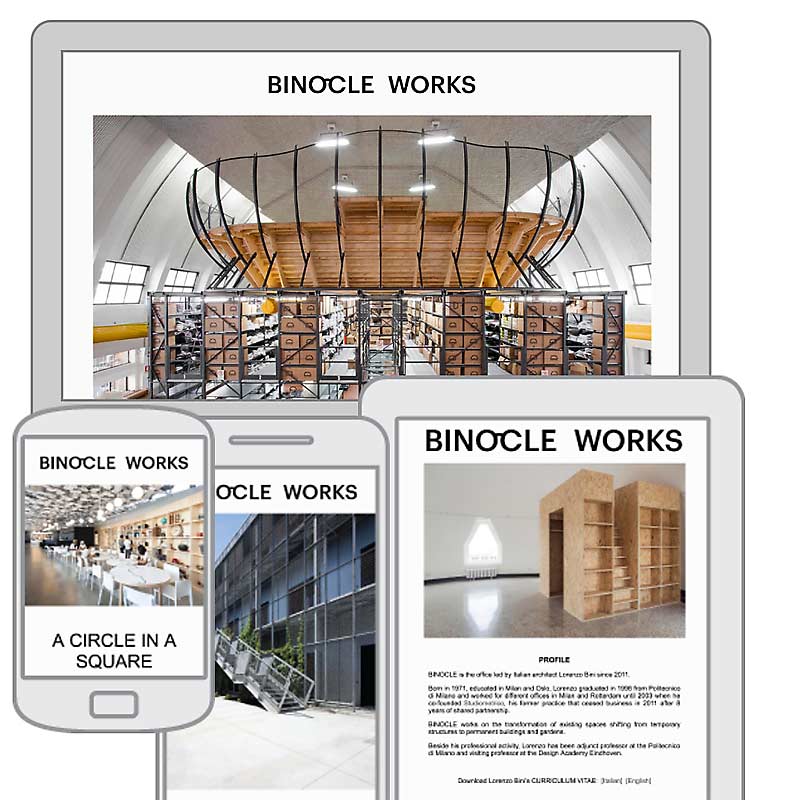 BINOCLE WORKS
BINOCLE WORKS
A CIRCLE IN A
SQUARE
OCLE WORKS
BINOCLE WORKS
PROFILE
BINOCLE is the office led by Italian architect Lorenzo Bini since 2011.
Born in 1971, educated in Milan and Oslo, Lorenzo graduated in 1998 from Politecnico
di Milano and worked for different offices in Milan and Rotterdam until 2003 when he
co-founded Studiometrico, his former practice that ceased business in 2011 after 8
years of shared partnership.
BINOCLE works on the transformation of existing spaces shifting from temporary
structures to permanent buildings and gardens.
Beside his professional activity, Lorenzo has been adjunct professor at the Politecnico
di Milano and visiting professor at the Design Academy Eindhoven.
Download Lorenzo Bini's CURRICULUM VITAE: [Italian] [English]